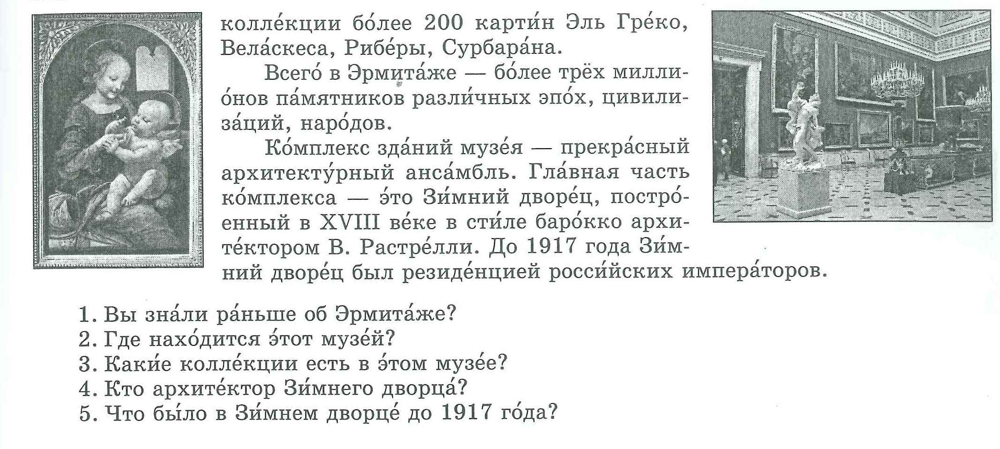 колле́кции бо́лее 200 карти́н Эль Гре́ко,
Вела́скеса, Рибе́ры, Сурбара́на.
Всего́ в Эрмита́же — бо́лее трёх милли-
о́нов па́мятников разли́чных эпо́х, цивили-
за́ций, наро́дов.
Ко́мплекс зда́ний музе́я — прекра́сный
архитекту́рный анса́мбль. Гла́вная часть
ко́мплекса — э́то Зи́мний дворе́ц, постро́-
енный в XVIII ве́ке в сти́ле баро́кко архи-
те́ктором В. Растре́лли. До 1917 года Зи́м-
ний дворе́ц был резиде́нцией росси́йских импера́торов.
1. Вы зна́ли ра́ньше об Эрмита́же?
2. Где нахо́дится э́тот музе́й?
3. Каки́е колле́кции есть в э́том музе́е?
4. Кто архите́ктор Зи́мнего дворца́?
5. Что бы́ло в Зи́мнем дворце́ до 1917 го́да?